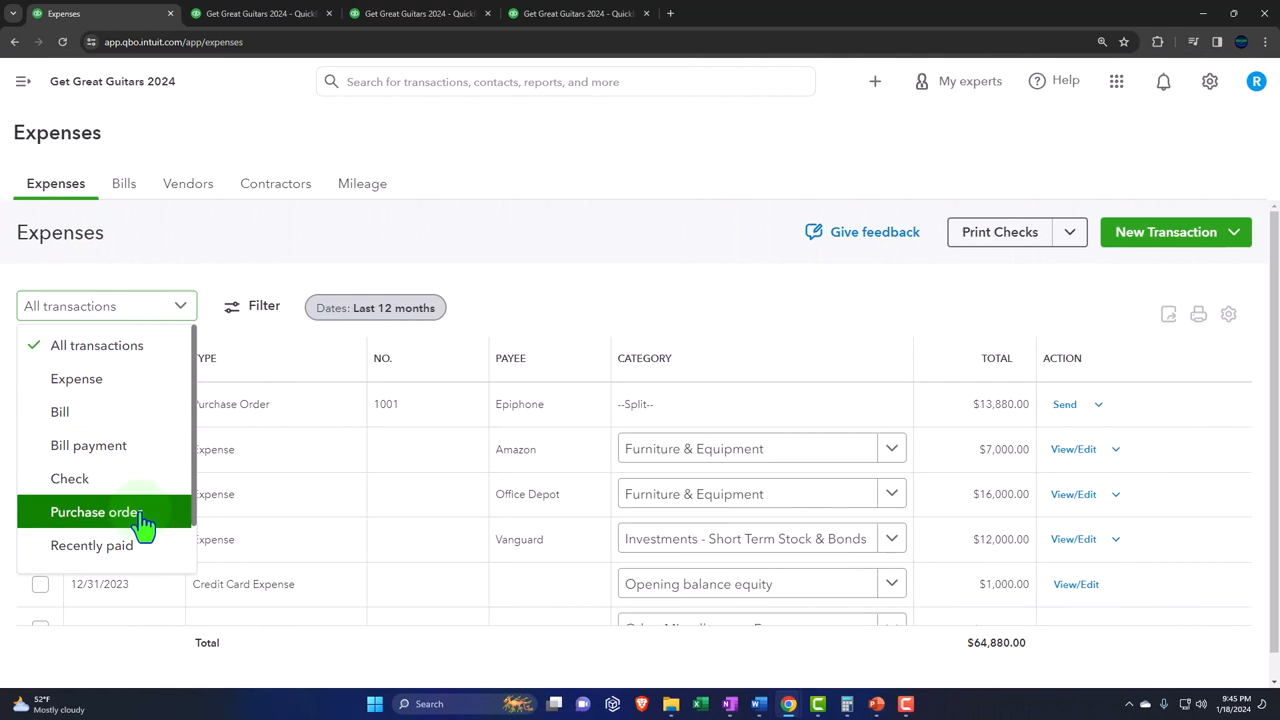 Expenses
Get Great Guitars 2024 - Quick
Get Great Guitars 2024 - Quick
Get Great Guitars 2024 - Quick
app.qbo.intuit.com/app/expenses
Get Great Guitars 2024
Search for transactions, contacts, reports, and more
My experts
Help
R
Expenses
Expenses Bills Vendors Contractors Mileage
Expenses
Give feedback
Print Checks
New Transaction
All transactions
Filter
Dates: Last 12 months
All transactions
Expense
Bill
Bill payment
Check
Purchase order
Recently paid
TYPE NO. PAYEE CATEGORY TOTAL ACTION
Purchase Order 1001 Epiphone --Split-- $13,880.00 Send
Expense Amazon Furniture & Equipment $7,000.00 View/Edit
Expense Office Depot Furniture & Equipment $16,000.00 View/Edit
Expense Vanguard Investments - Short Term Stock & Bonds $12,000.00 View/Edit
12/31/2023 Credit Card Expense Opening balance equity $1,000.00 View/Edit
Total $64,880.00
52°F
Mostly cloudy
Search
9:45 PM
1/18/2024